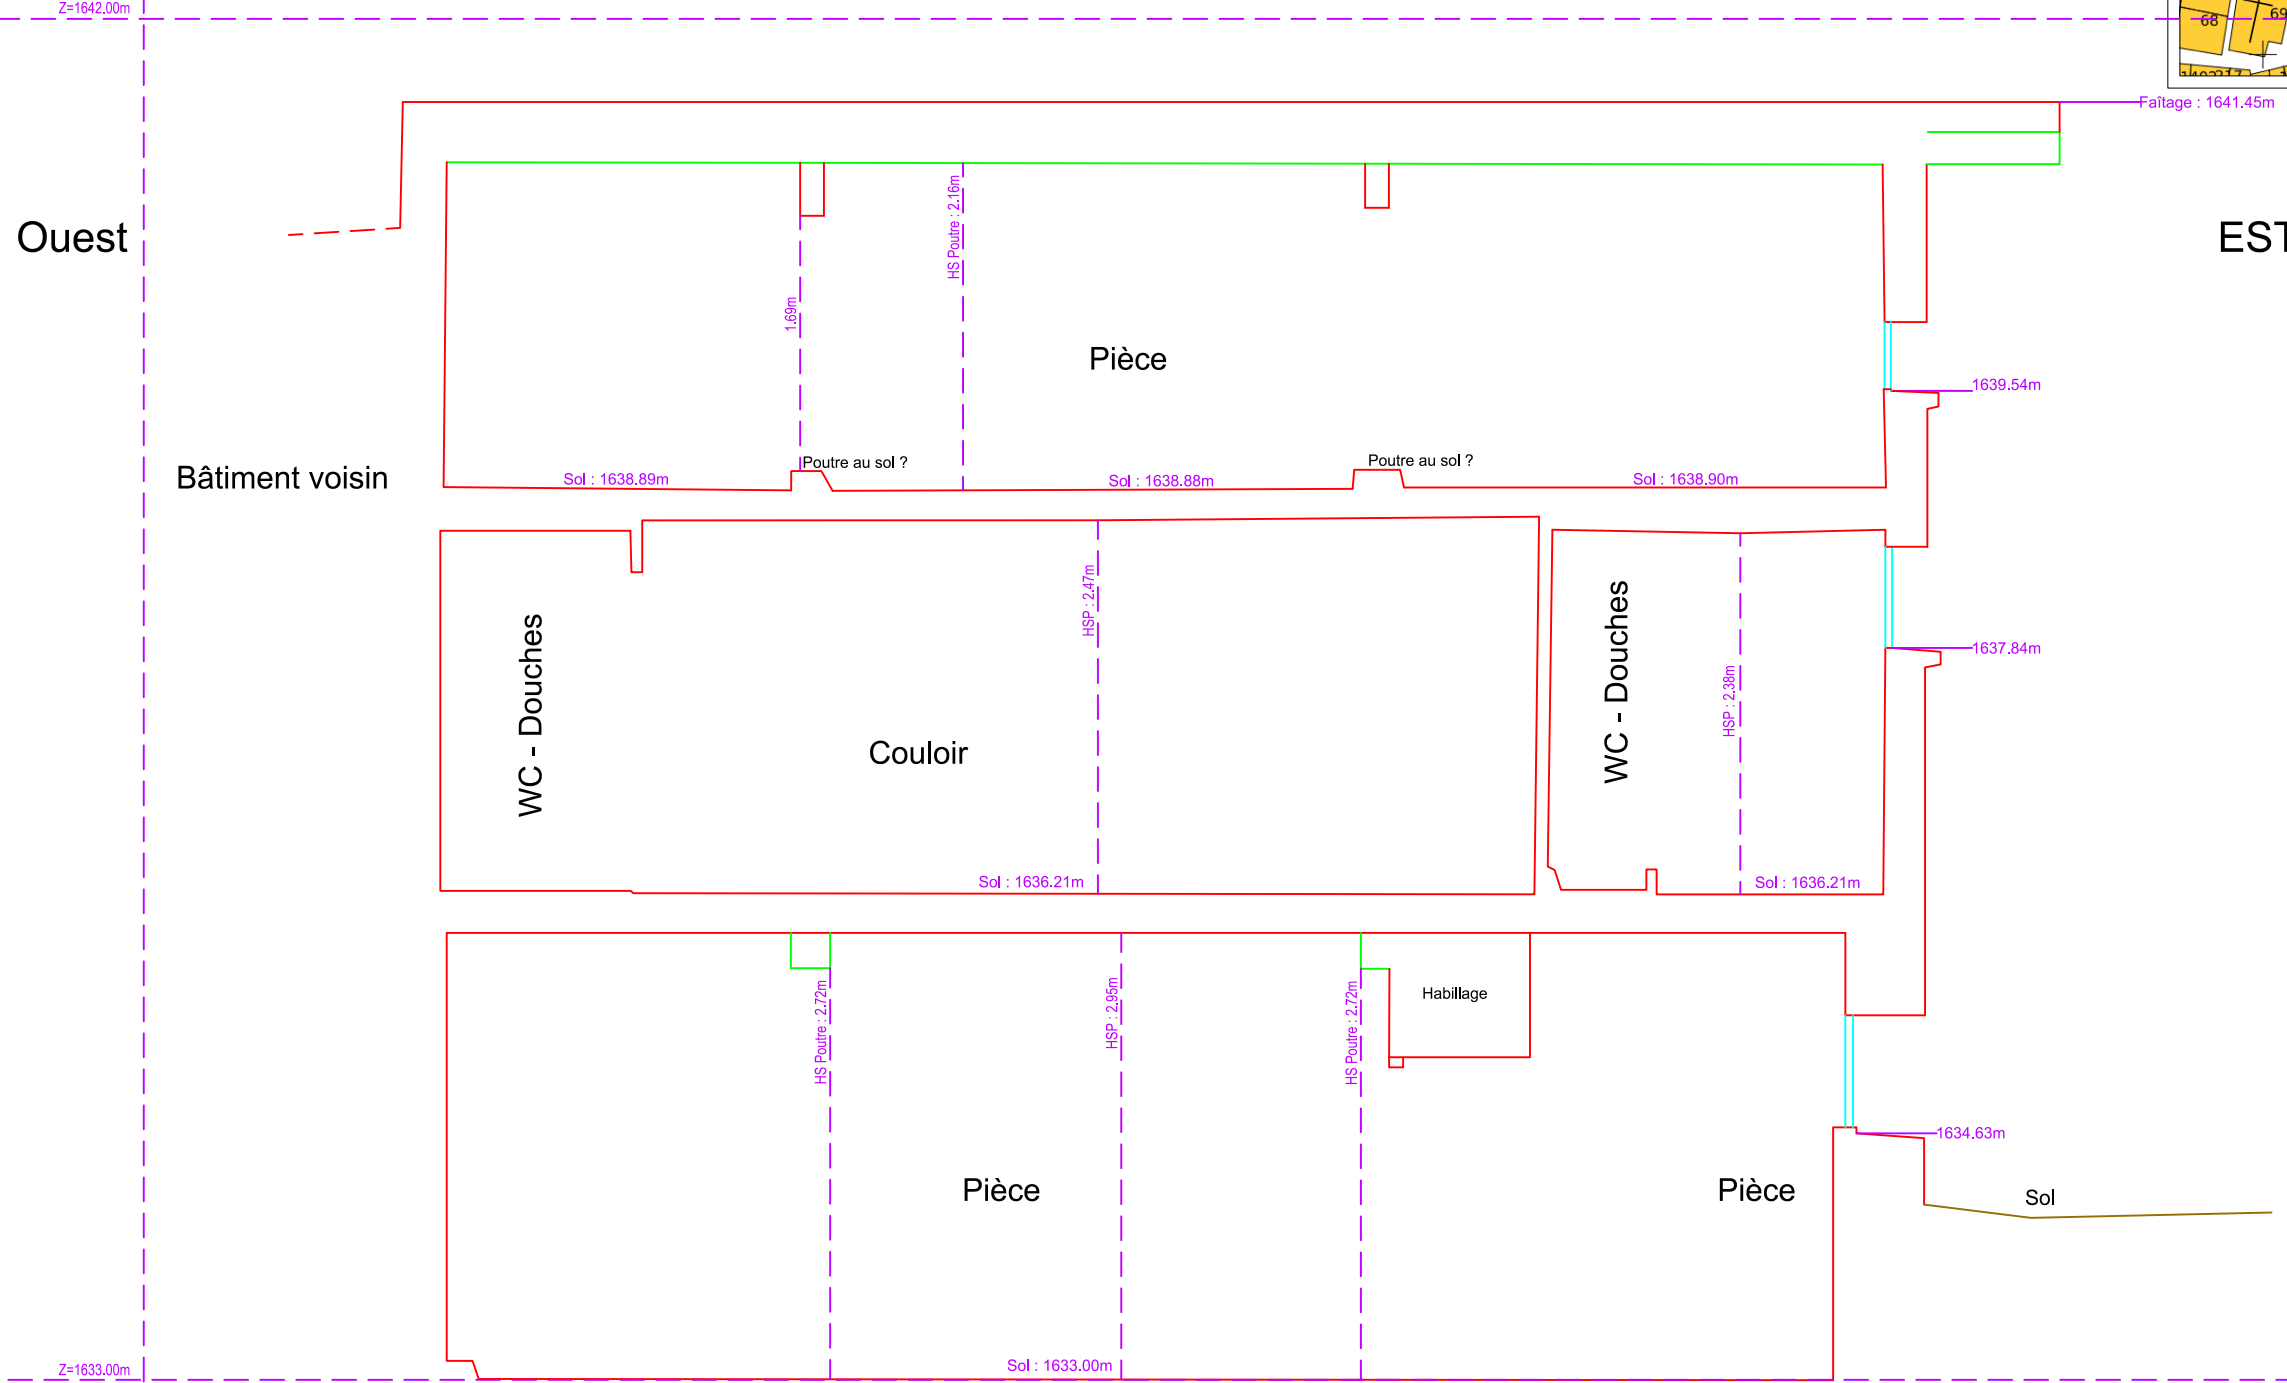 Z=1642.00m
68
69
Faîtage : 1641.45m
Ouest
EST
HS Poutre : 2.16m
1.69m
Pièce
1639.54m
Bâtiment voisin
Poutre au sol ?
Poutre au sol ?
Sol : 1638.89m
Sol : 1638.88m
Sol : 1638.90m
HSP : 2.47m
WC - Douches
WC - Douches
1637.84m
HSP : 2.38m
Couloir
Sol : 1636.21m
Sol : 1636.21m
HS Poutre : 2.72m
HSP : 2.95m
HS Poutre : 2.72m
Habillage
1634.63m
Pièce
Pièce
Sol
Sol : 1633.00m
Z=1633.00m